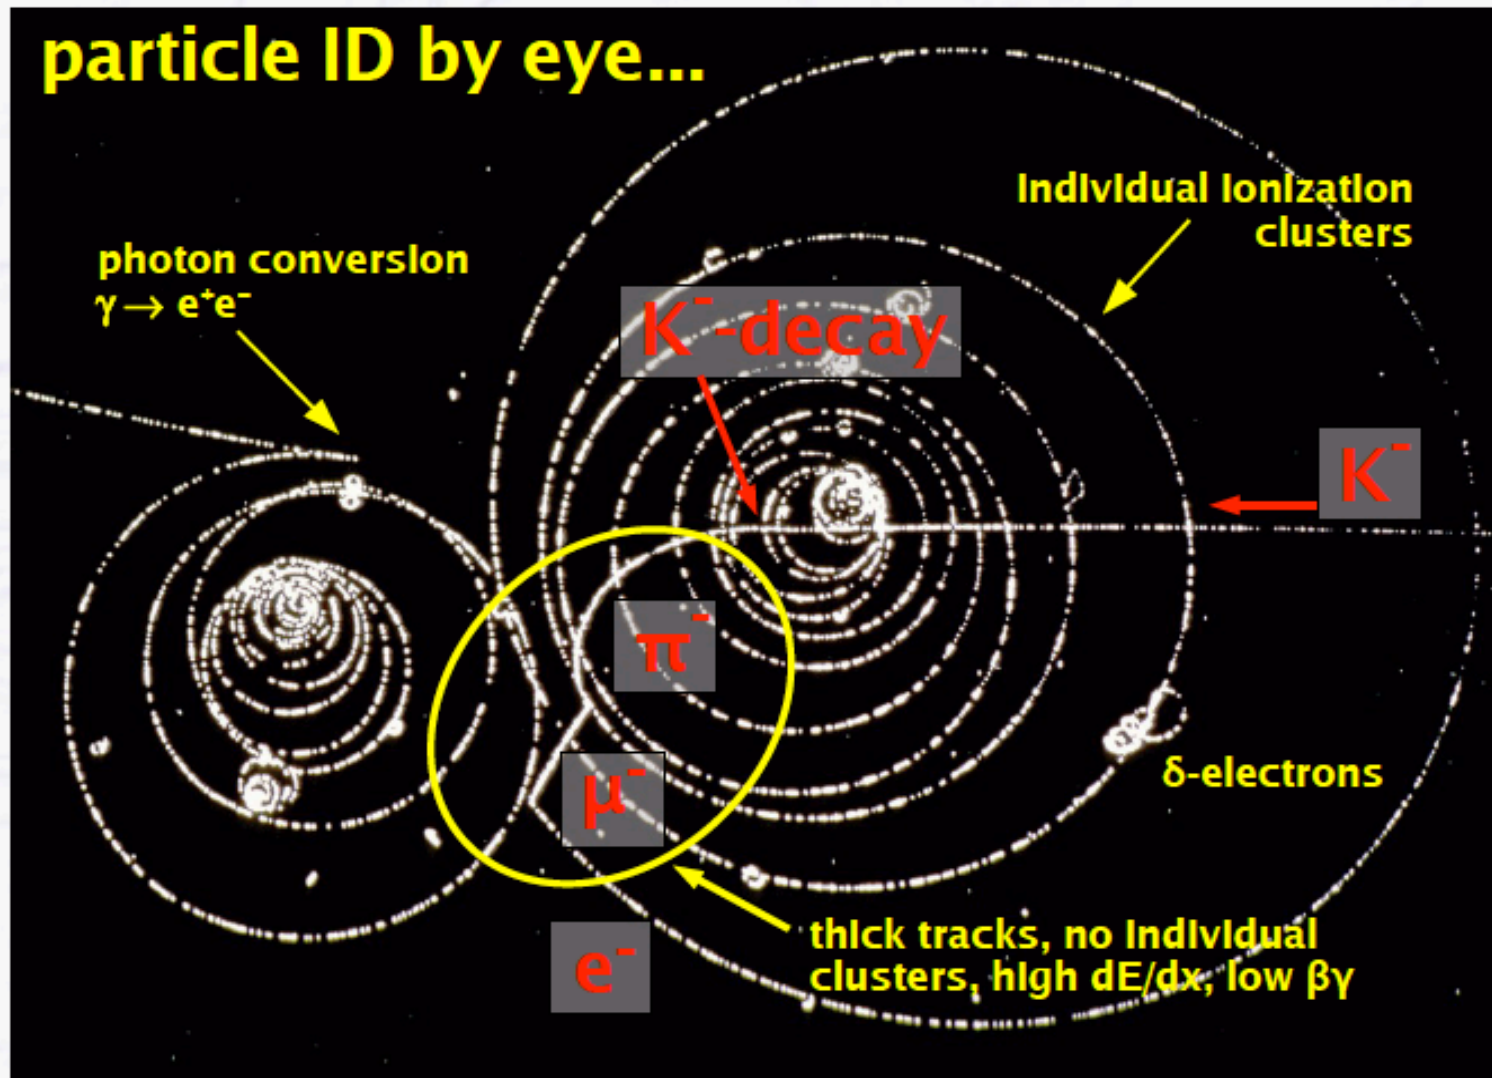 particle ID by eye...
individual ionization
clusters
photon conversion
γ → e⁺e⁻
K⁻-decay
K⁻
π⁻
μ⁻
δ-electrons
thick tracks, no individual
clusters, high dE/dx, low βγ
e⁻